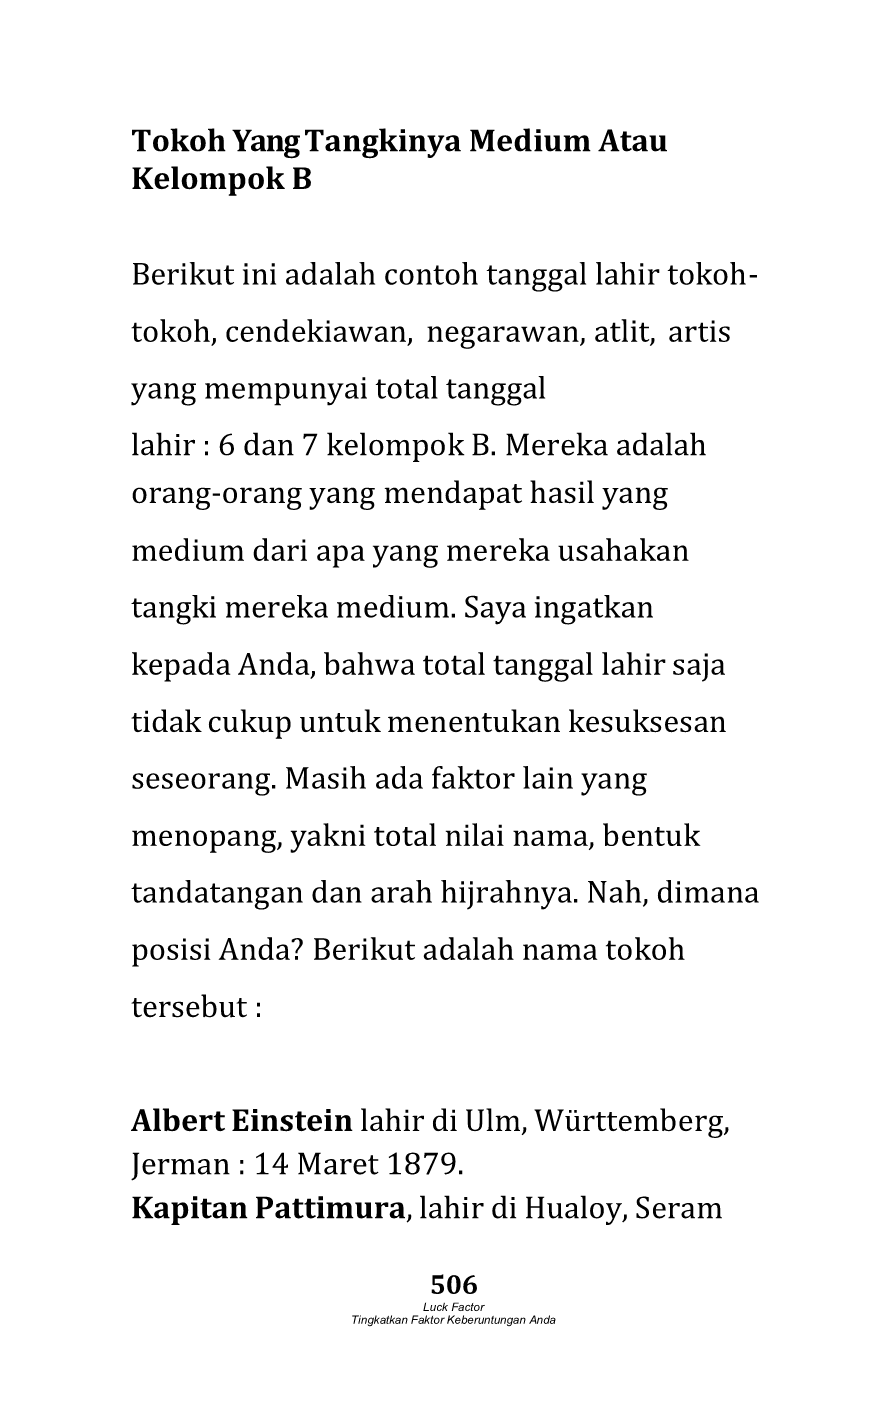 Tokoh Yang Tangkinya Medium Atau
Kelompok B
Berikut ini adalah contoh tanggal lahir tokoh-
tokoh, cendekiawan, negarawan, atlit, artis
yang mempunyai total tanggal
lahir : 6 dan 7 kelompok B. Mereka adalah
orang-orang yang mendapat hasil yang
medium dari apa yang mereka usahakan
tangki mereka medium. Saya ingatkan
kepada Anda, bahwa total tanggal lahir saja
tidak cukup untuk menentukan kesuksesan
seseorang. Masih ada faktor lain yang
menopang, yakni total nilai nama, bentuk
tandatangan dan arah hijrahnya. Nah, dimana
posisi Anda? Berikut adalah nama tokoh
tersebut :
Albert Einstein lahir di Ulm, Württemberg,
Jerman : 14 Maret 1879.
Kapitan Pattimura, lahir di Hualoy, Seram
506
Luck Factor
Tingkatkan Faktor Keberuntungan Anda